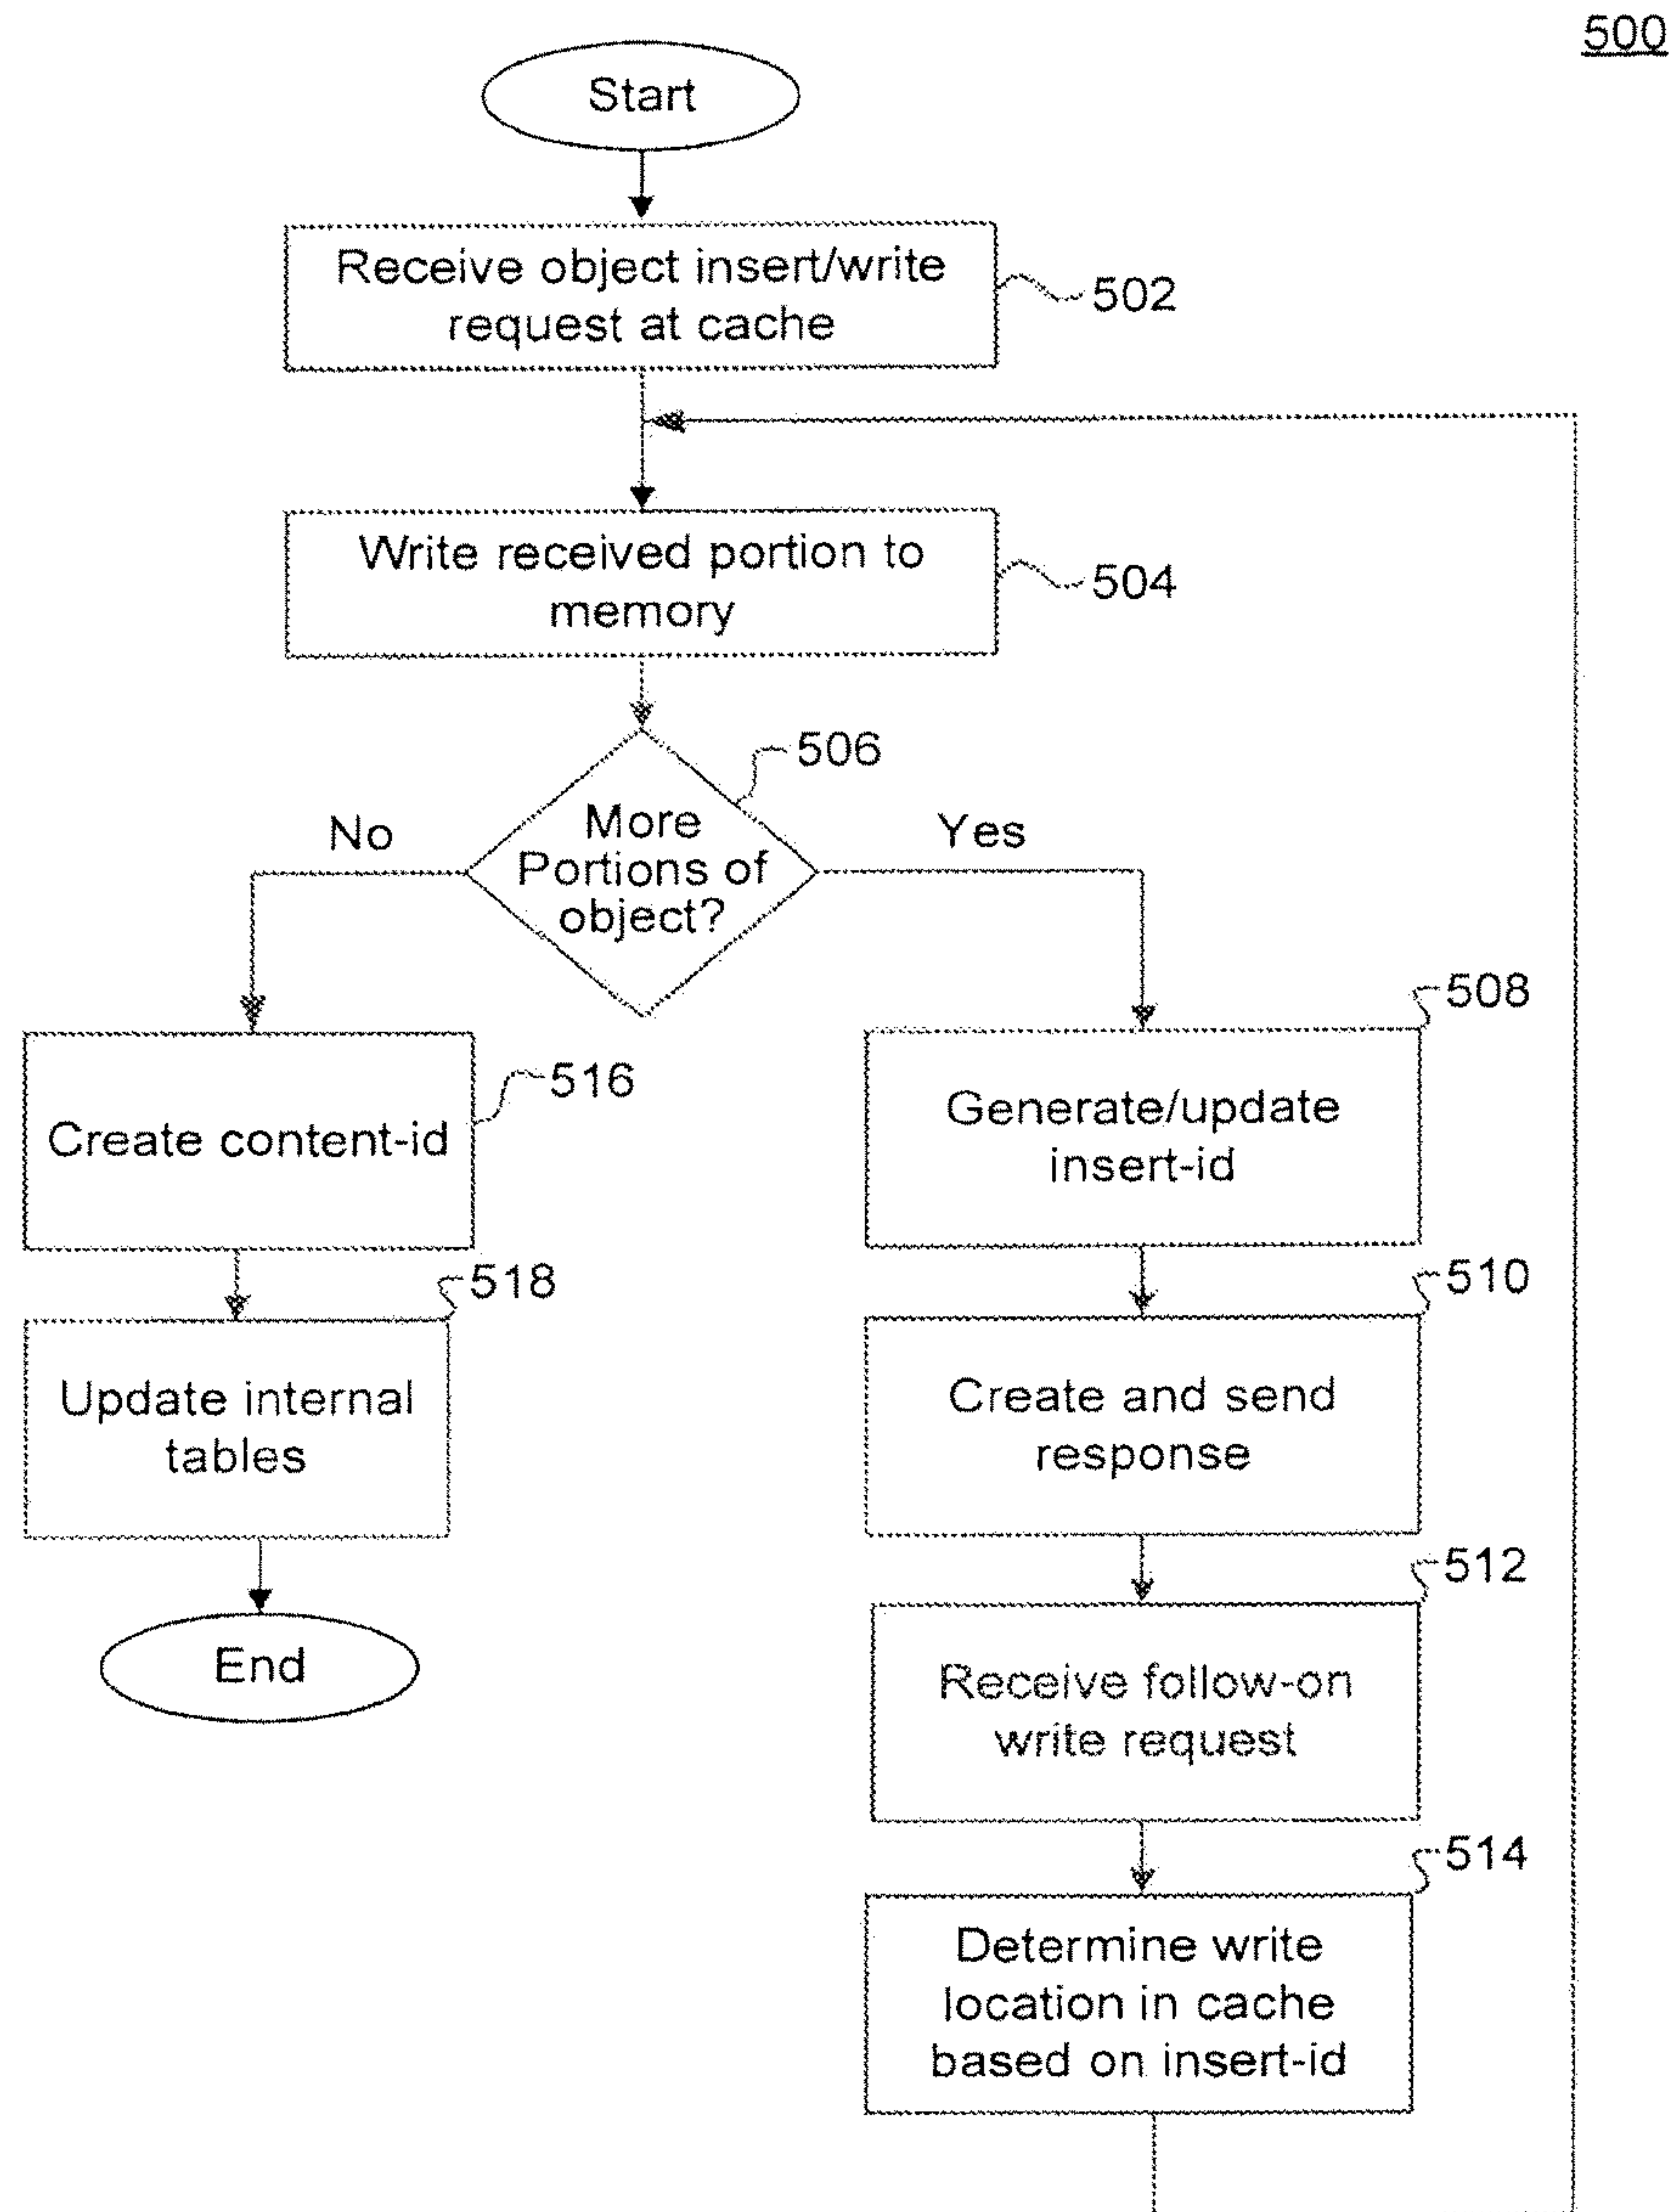 500
Start
Receive object insert/write
request at cache
502
Write received portion to
memory
504
506
More
Portions of
object?
No
Yes
508
Generate/update
insert-id
516
Create content-id
510
Create and send
response
518
Update internal
tables
512
Receive follow-on
write request
End
514
Determine write
location in cache
based on insert-id